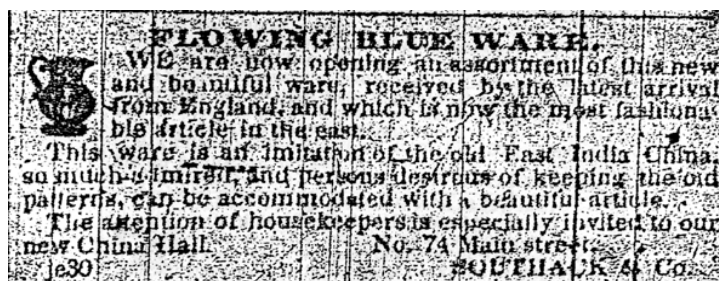 FLOWING BLUE WARE.
WE are now opening an assortment of this new
and beautiful ware, received by the latest arrival
from England, and which is now the most fashiona-
ble article in the east.
This ware is an imitation of the old East India China,
so much admired, and persons desirous of keeping the old
patterns, can be accommodated with a beautiful article.
The attention of housekeepers is especially invited to our
new China Hall. No. 74 Main street.
je30 SOUTHACK & Co.